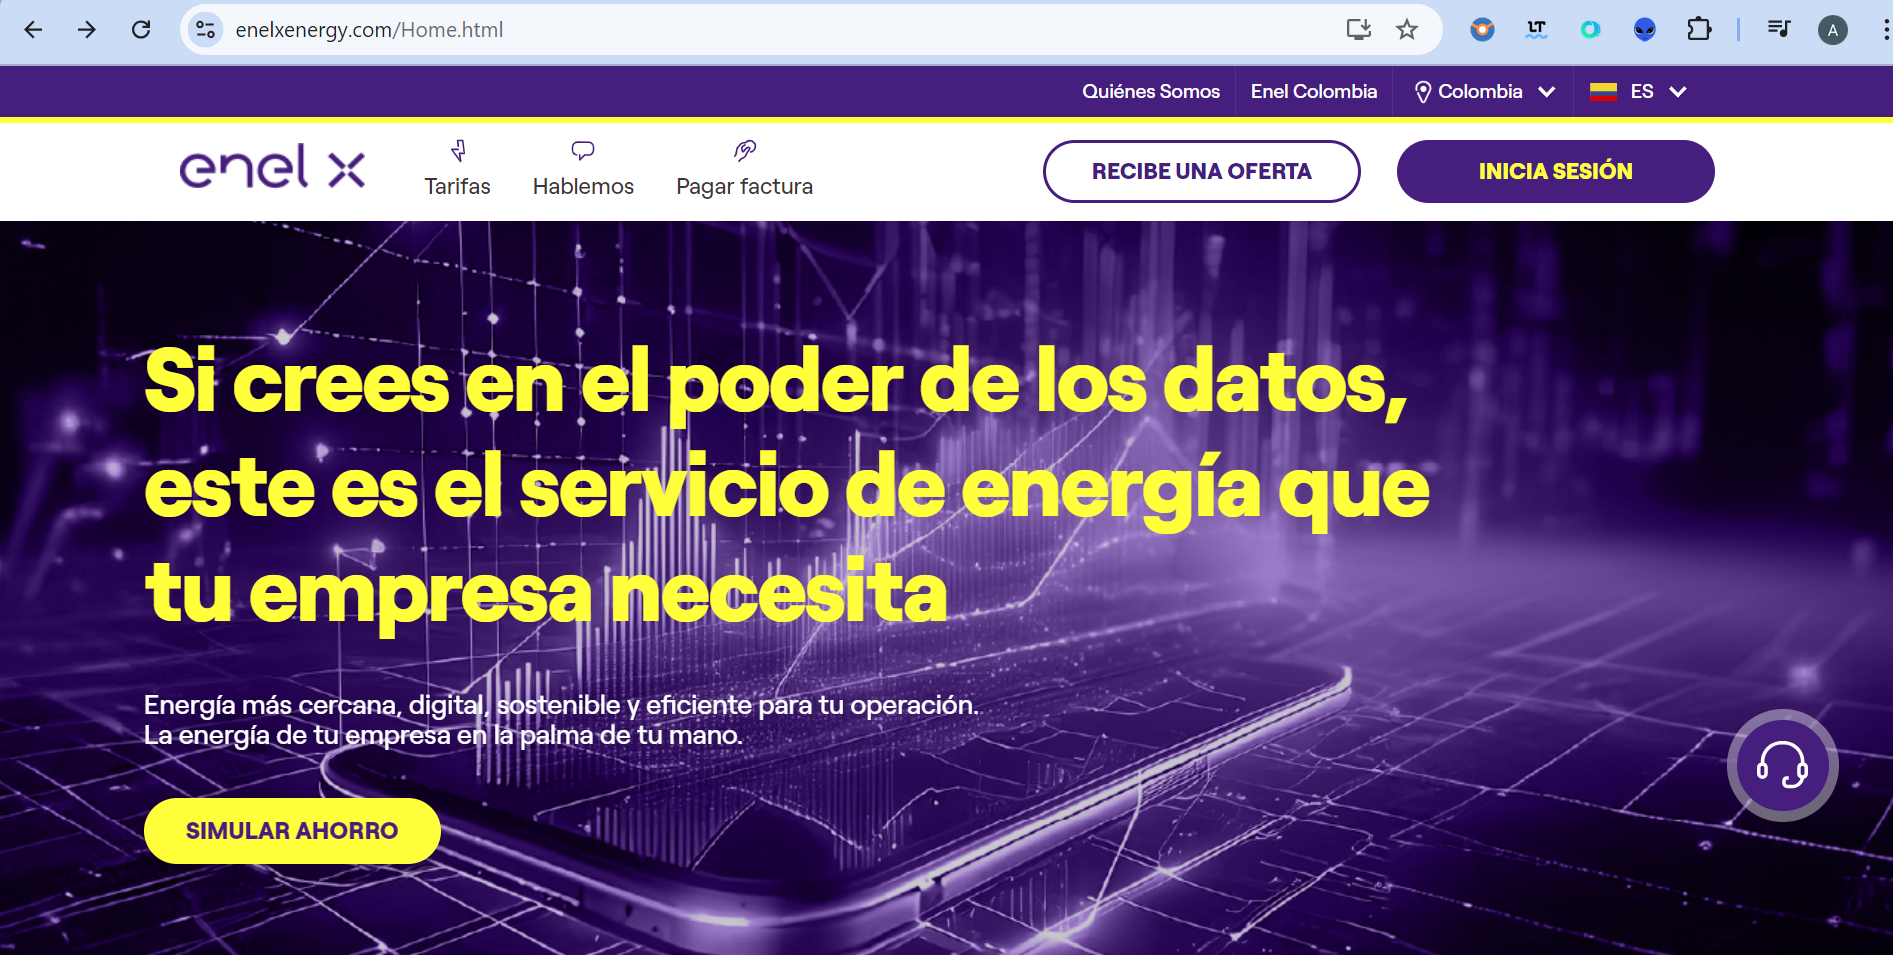 enelxenergy.com/Home.html
LT
A
Quiénes Somos
Enel Colombia
Colombia
ES
enel x
Tarifas
Hablemos
Pagar factura
RECIBE UNA OFERTA
INICIA SESIÓN
Si crees en el poder de los datos,
este es el servicio de energía que
tu empresa necesita
Energía más cercana, digital, sostenible y eficiente para tu operación.
La energía de tu empresa en la palma de tu mano.
SIMULAR AHORRO